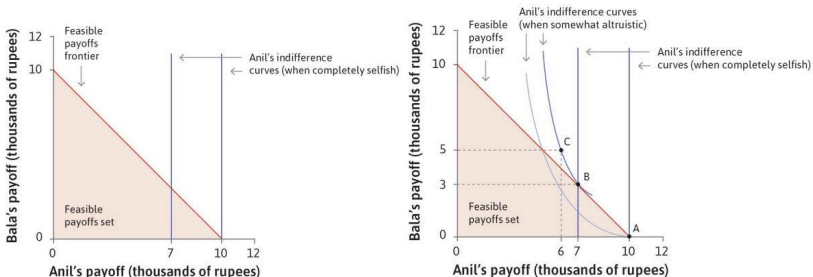 Bala's payoff (thousands of rupees)
12
10
0
Feasible
payoffs
frontier
Anil's indifference
curves (when completely selfish)
Feasible
payoffs set
0
7
10
12
Anil's payoff (thousands of rupees)
Bala's payoff (thousands of rupees)
12
10
5
3
0
Feasible
payoffs
frontier
Anil's indifference curves
(when somewhat altruistic)
Anil's indifference
curves (when completely selfish)
C
B
A
Feasible
payoffs set
0
6
7
10
12
Anil's payoff (thousands of rupees)